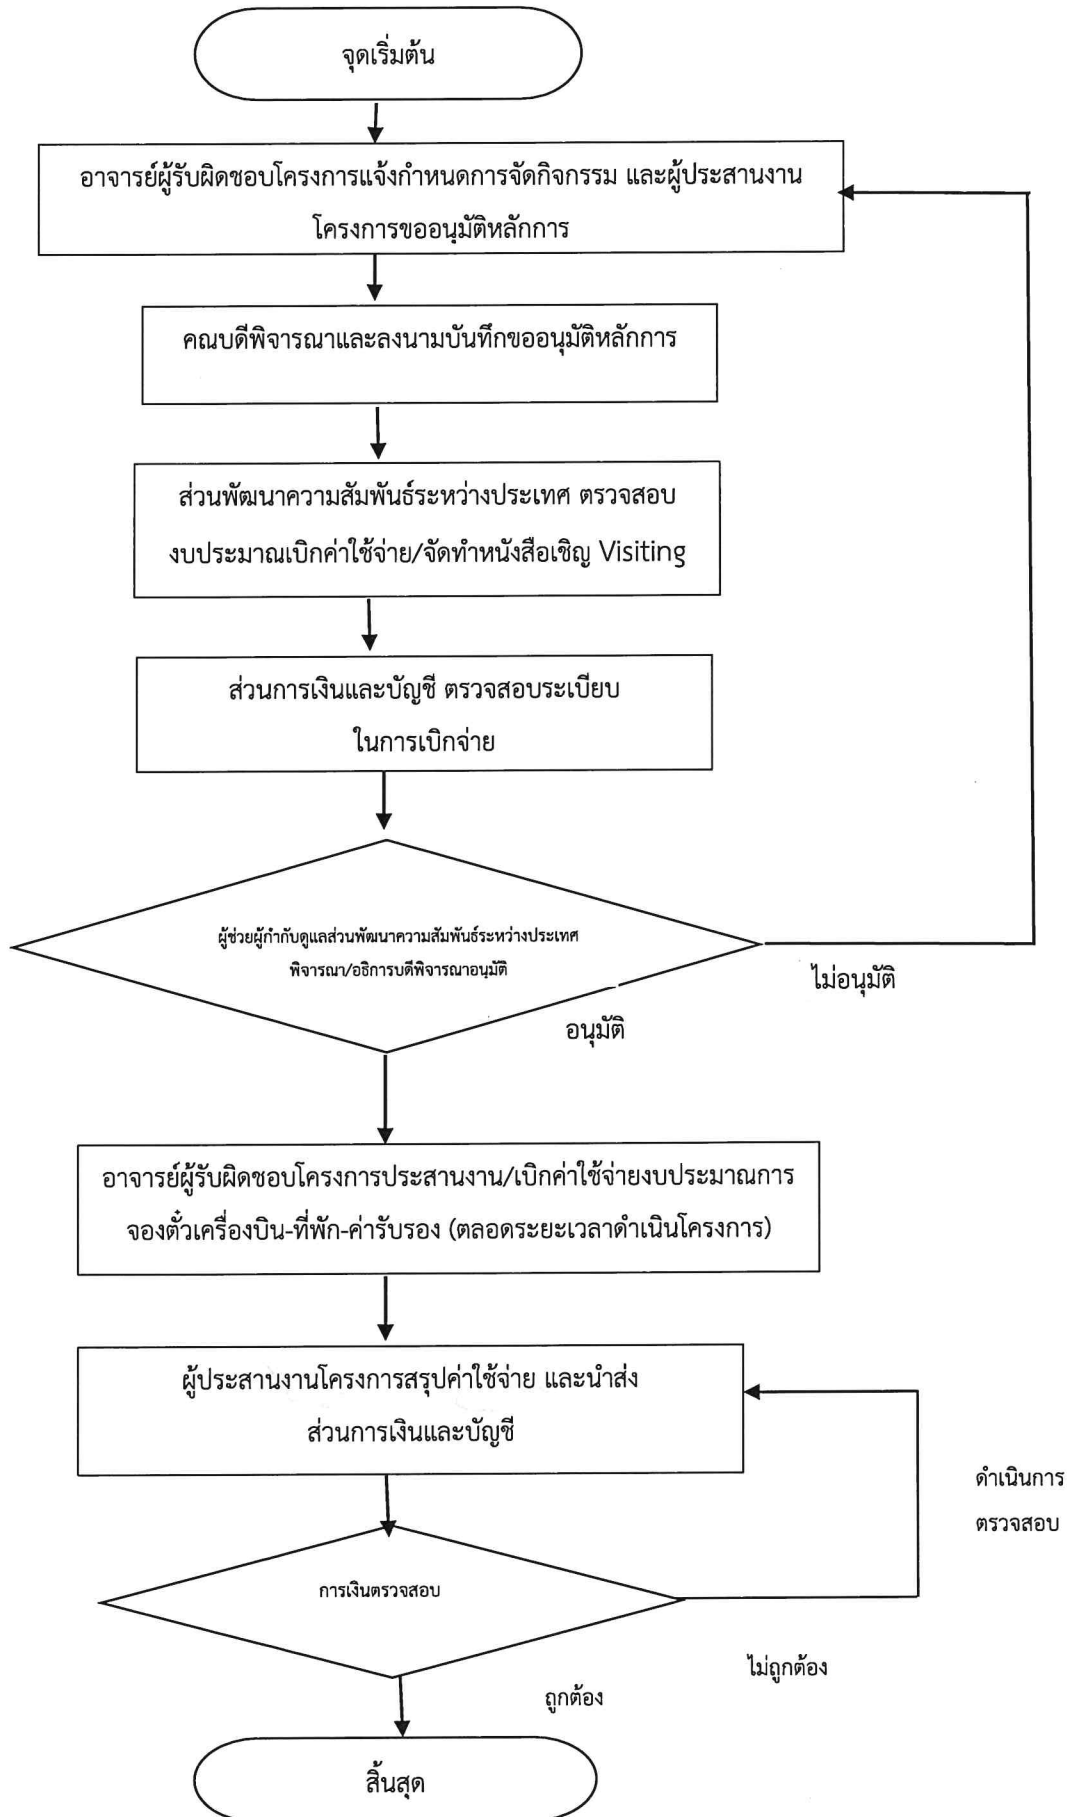 จุดเริ่มต้น
อาจารย์ผู้รับผิดชอบโครงการแจ้งกำหนดการจัดกิจกรรม และผู้ประสานงาน
โครงการขออนุมัติหลักการ
คณบดีพิจารณาและลงนามบันทึกขออนุมัติหลักการ
ส่วนพัฒนาความสัมพันธ์ระหว่างประเทศ ตรวจสอบ
งบประมาณเบิกค่าใช้จ่าย/จัดทำหนังสือเชิญ Visiting
ส่วนการเงินและบัญชี ตรวจสอบระเบียบ
ในการเบิกจ่าย
ผู้ช่วยผู้กำกับดูแลส่วนพัฒนาความสัมพันธ์ระหว่างประเทศ
พิจารณา/อธิการบดีพิจารณาอนุมัติ
ไม่อนุมัติ
อนุมัติ
อาจารย์ผู้รับผิดชอบโครงการประสานงาน/เบิกค่าใช้จ่ายงบประมาณการ
จองตั๋วเครื่องบิน-ที่พัก-ค่ารับรอง (ตลอดระยะเวลาดำเนินโครงการ)
ผู้ประสานงานโครงการสรุปค่าใช้จ่าย และนำส่ง
ส่วนการเงินและบัญชี
ดำเนินการ
ตรวจสอบ
การเงินตรวจสอบ
ไม่ถูกต้อง
ถูกต้อง
สิ้นสุด